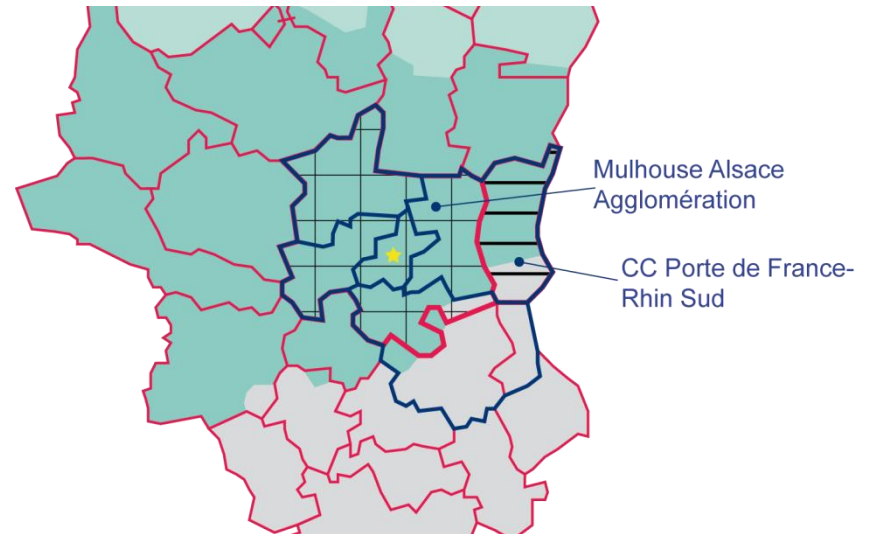 Mulhouse Alsace
Agglomération
CC Porte de France-
Rhin Sud